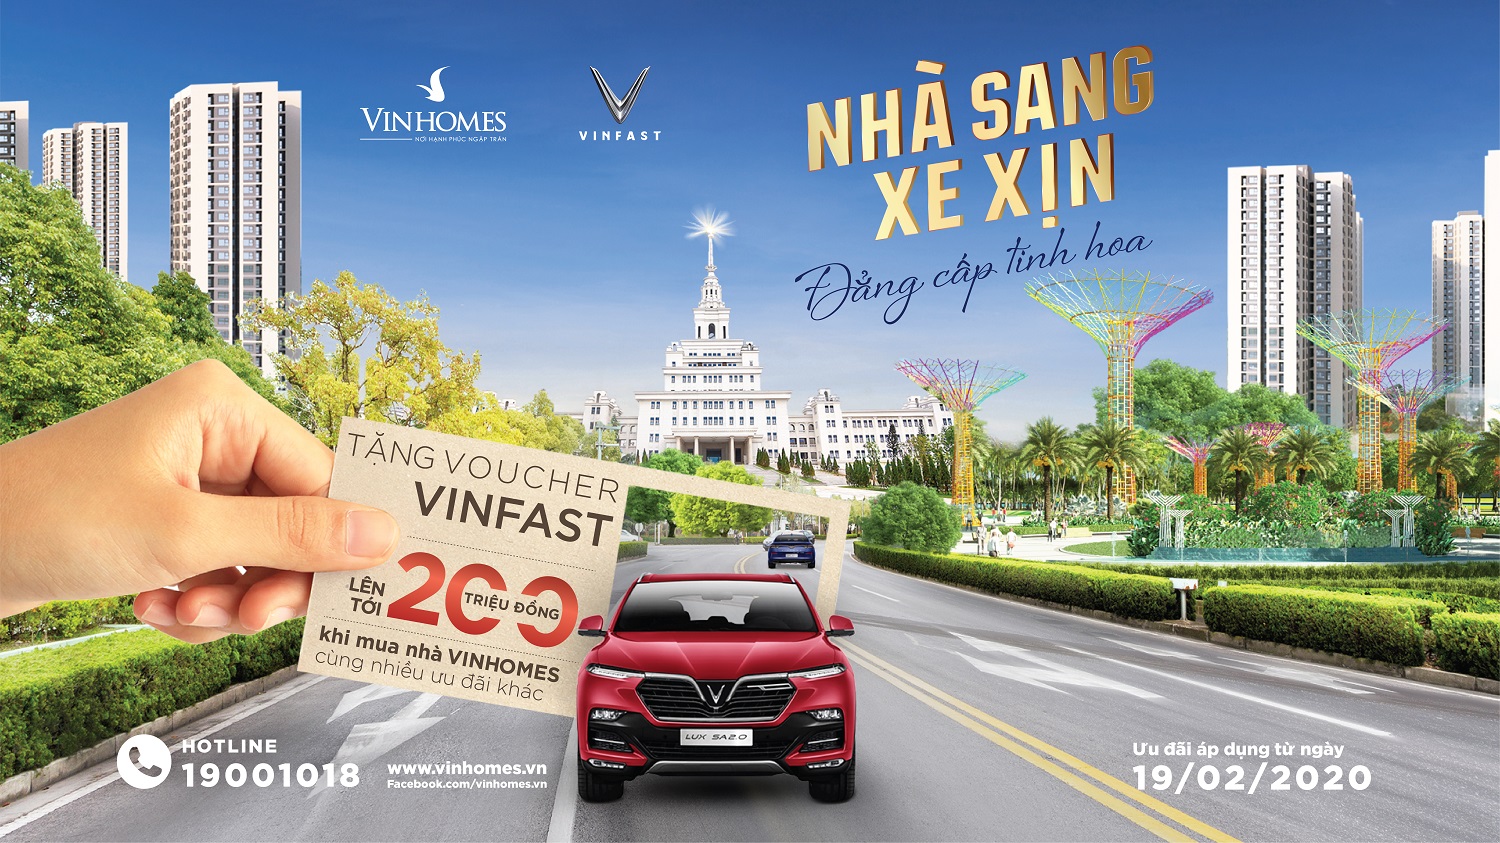 VINHOMES
NƠI HẠNH PHÚC NGẬP TRÀN
VINFAST
NHÀ SANG
XE XỊN
Đẳng cấp tinh hoa
TẶNG VOUCHER
VINFAST
LÊN TỚI 200 TRIỆU ĐỒNG
khi mua nhà VINHOMES
cùng nhiều ưu đãi khác
LUX SA2.0
HOTLINE
19001018
www.vinhomes.vn
Facebook.com/vinhomes.vn
Ưu đãi áp dụng từ ngày
19/02/2020